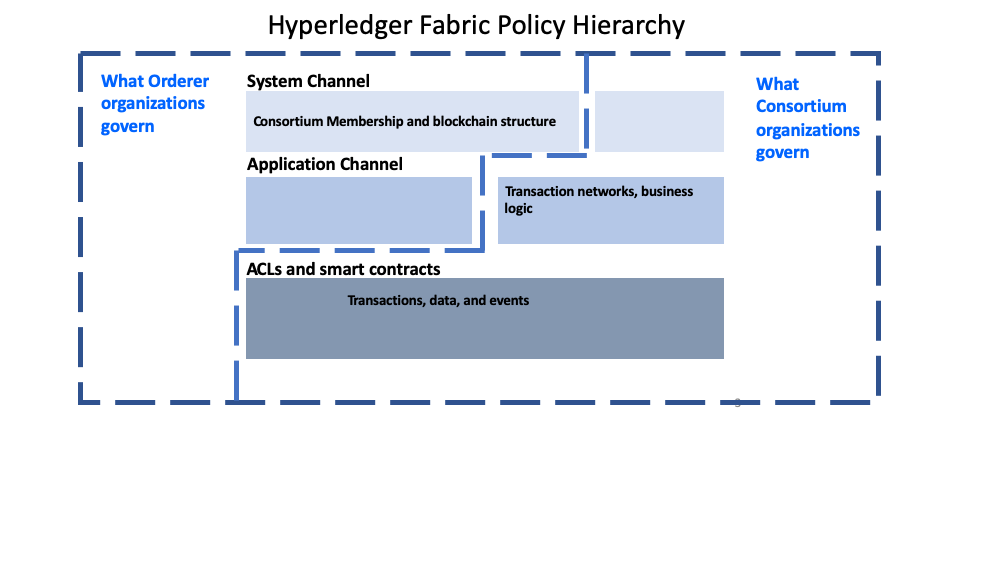 Hyperledger Fabric Policy Hierarchy
What Orderer
organizations
govern
System Channel
Consortium Membership and blockchain structure
What
Consortium
organizations
govern
Application Channel
Transaction networks, business
logic
ACLs and smart contracts
Transactions, data, and events